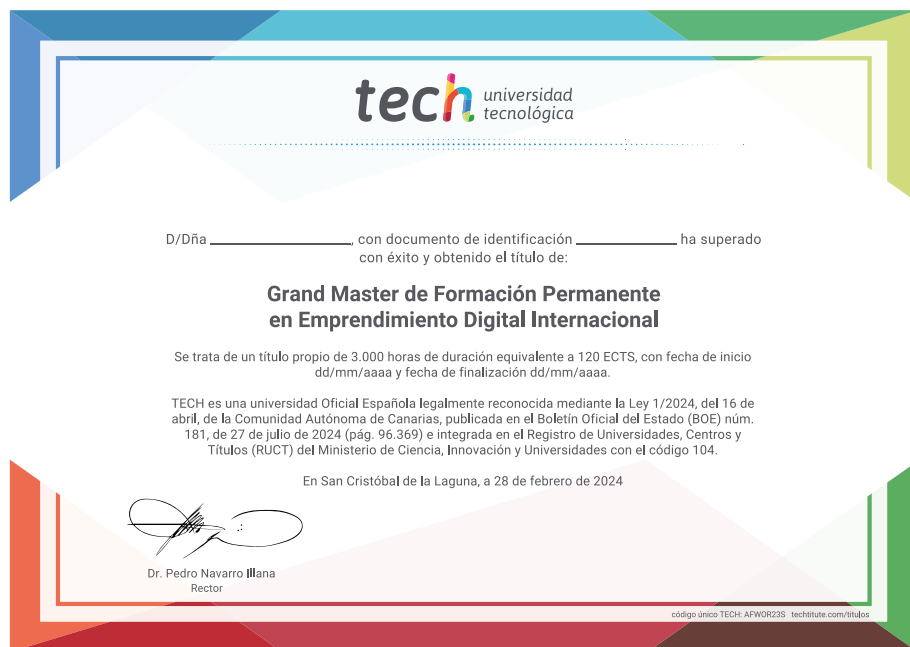 tech universidad
tecnológica
D/Dña ________________, con documento de identificación ____________ ha superado
con éxito y obtenido el título de:
Grand Master de Formación Permanente
en Emprendimiento Digital Internacional
Se trata de un título propio de 3.000 horas de duración equivalente a 120 ECTS, con fecha de inicio
dd/mm/aaaa y fecha de finalización dd/mm/aaaa.
TECH es una universidad Oficial Española legalmente reconocida mediante la Ley 1/2024, del 16 de
abril, de la Comunidad Autónoma de Canarias, publicada en el Boletín Oficial del Estado (BOE) núm.
181, de 27 de julio de 2024 (pág. 96.369) e integrada en el Registro de Universidades, Centros y
Títulos (RUCT) del Ministerio de Ciencia, Innovación y Universidades con el código 104.
En San Cristóbal de la Laguna, a 28 de febrero de 2024
Dr. Pedro Navarro Illana
Rector
código único TECH: AFWOR23S techtitute.com/titulos